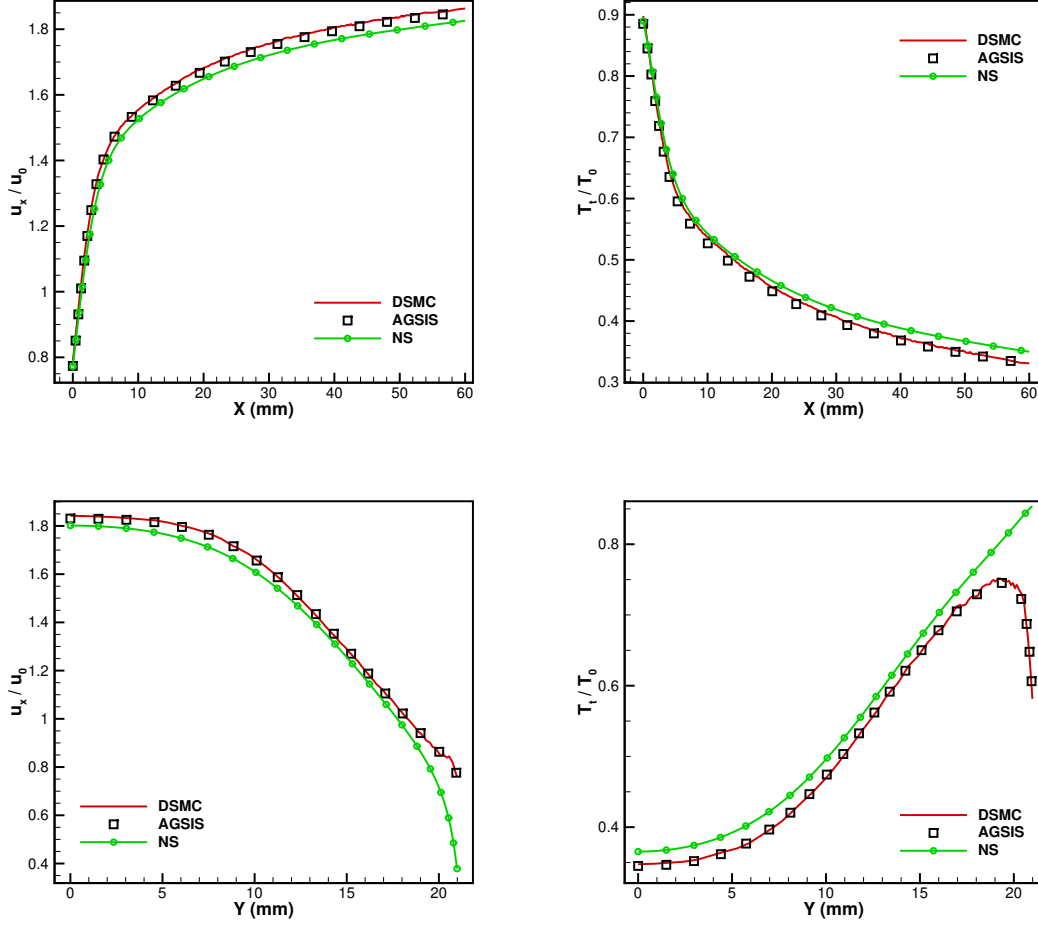 u_x / u_0
1.8
1.6
1.4
1.2
1
0.8
0 10 20 30 40 50 60
X (mm)
DSMC
AGSIS
NS
T_t / T_0
0.9
0.8
0.7
0.6
0.5
0.4
0.3
0 10 20 30 40 50 60
X (mm)
DSMC
AGSIS
NS
u_x / u_0
1.8
1.6
1.4
1.2
1
0.8
0.6
0.4
0 5 10 15 20
Y (mm)
DSMC
AGSIS
NS
T_t / T_0
0.8
0.6
0.4
0 5 10 15 20
Y (mm)
DSMC
AGSIS
NS